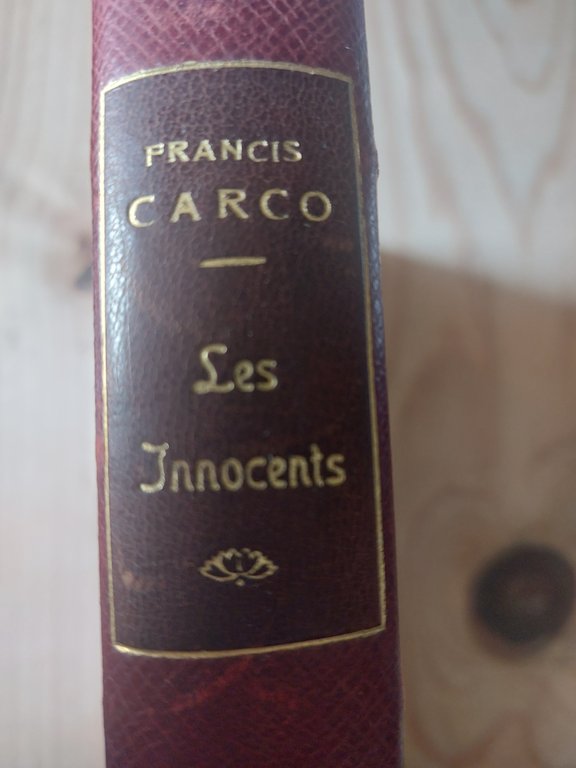 FRANCIS
CARCO
Les
Innocents